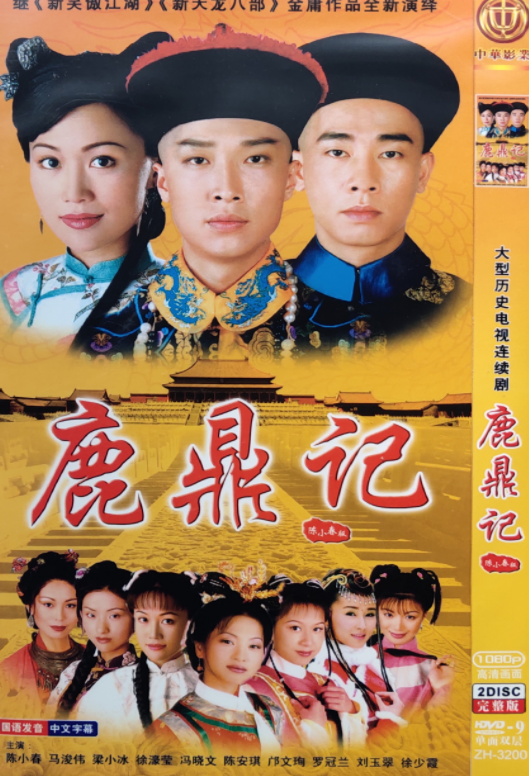 继《新笑傲江湖》《新天龙八部》金庸作品全新演绎
鹿鼎记
陈小春版
国语发音 中文字幕
主演:
陈小春 马浚伟 梁小冰 徐濠莹 冯晓文 陈安琪 邝文珣 罗冠兰 刘玉翠 徐少霞
中華影業
鹿鼎记
大型历史电视连续剧
鹿鼎记
陈小春版
1080P
高清画面
2DISC
完整版
HDVD-9
单面双层
ZH-3200